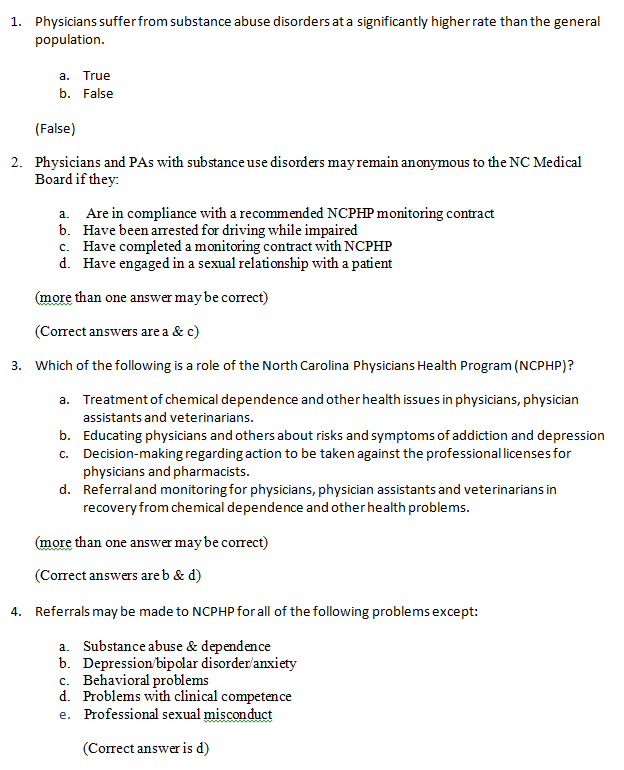 1. Physicians suffer from substance abuse disorders at a significantly higher rate than the general
population.
a. True
b. False
(False)
2. Physicians and PAs with substance use disorders may remain anonymous to the NC Medical
Board if they:
a. Are in compliance with a recommended NCPHP monitoring contract
b. Have been arrested for driving while impaired
c. Have completed a monitoring contract with NCPHP
d. Have engaged in a sexual relationship with a patient
(more than one answer may be correct)
(Correct answers are a & c)
3. Which of the following is a role of the North Carolina Physicians Health Program (NCPHP)?
a. Treatment of chemical dependence and other health issues in physicians, physician
assistants and veterinarians.
b. Educating physicians and others about risks and symptoms of addiction and depression
c. Decision-making regarding action to be taken against the professional licenses for
physicians and pharmacists.
d. Referral and monitoring for physicians, physician assistants and veterinarians in
recovery from chemical dependence and other health problems.
(more than one answer may be correct)
(Correct answers are b & d)
4. Referrals may be made to NCPHP for all of the following problems except:
a. Substance abuse & dependence
b. Depression/bipolar disorder/anxiety
c. Behavioral problems
d. Problems with clinical competence
e. Professional sexual misconduct
(Correct answer is d)